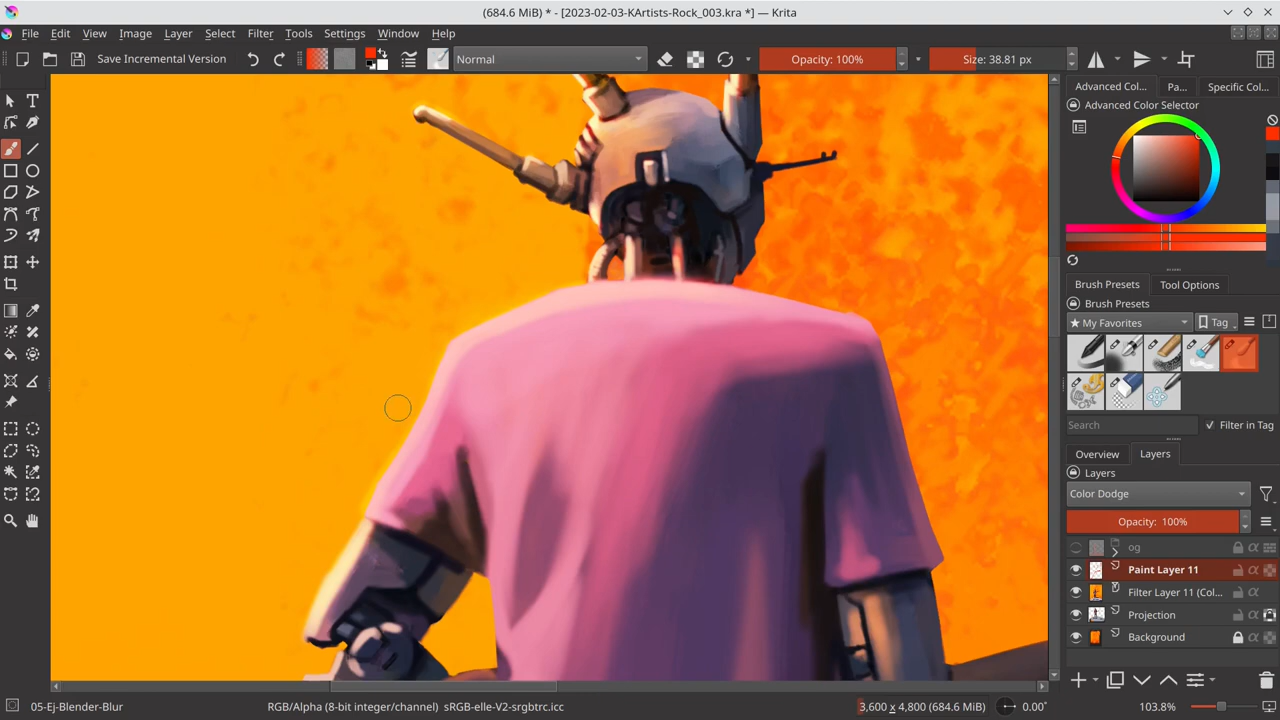 (684.6 MiB) * - [2023-02-03-KArtists-Rock_003.kra *] — Krita
File Edit View Image Layer Select Filter Tools Settings Window Help
Save Incremental Version
Normal
Opacity: 100%
Size: 38.81 px
Advanced Col...
Pa...
Specific Col...
Advanced Color Selector
Brush Presets
Tool Options
Brush Presets
★ My Favorites
Tag
Search
Filter in Tag
Overview
Layers
Layers
Color Dodge
Opacity: 100%
og
Paint Layer 11
Filter Layer 11 (Col...
Projection
Background
05-Ej-Blender-Blur
RGB/Alpha (8-bit integer/channel) sRGB-elle-V2-srgbtrc.icc
3,600 x 4,800 (684.6 MiB)
0.00°
103.8%